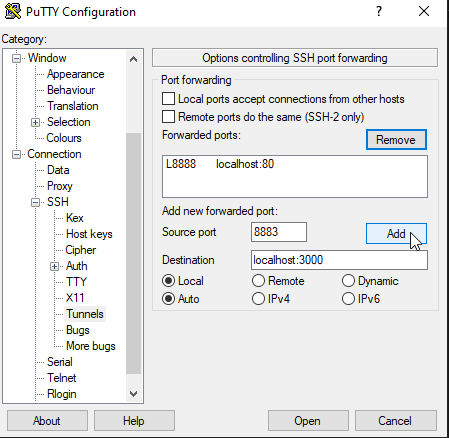 PuTTY Configuration
Category:
Window
Appearance
Behaviour
Translation
Selection
Colours
Connection
Data
Proxy
SSH
Kex
Host keys
Cipher
Auth
TTY
X11
Tunnels
Bugs
More bugs
Serial
Telnet
Rlogin
Options controlling SSH port forwarding
Port forwarding
Local ports accept connections from other hosts
Remote ports do the same (SSH-2 only)
Forwarded ports: Remove
L8888 localhost:80
Add new forwarded port:
Source port 8883 Add
Destination localhost:3000
Local Remote Dynamic
Auto IPv4 IPv6
About Help Open Cancel